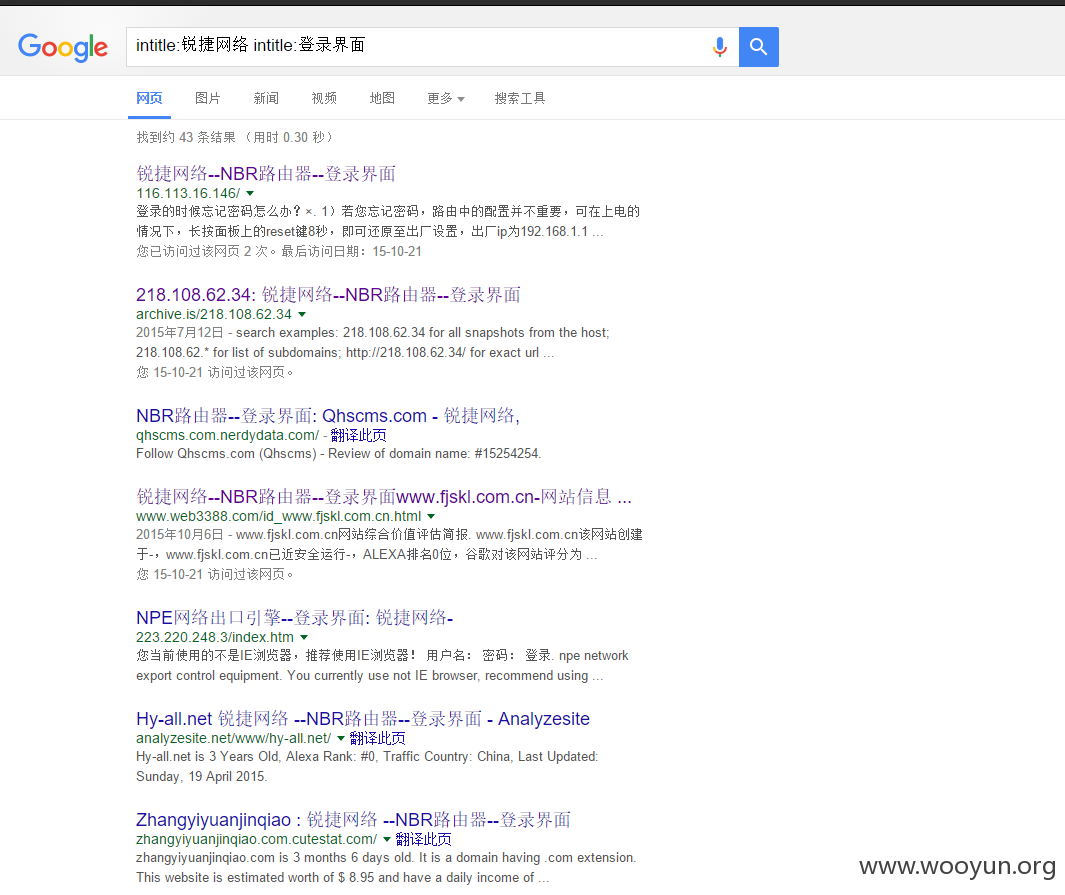 Google
intitle:锐捷网络 intitle:登录界面
网页 图片 新闻 视频 地图 更多 搜索工具
找到约 43 条结果 （用时 0.30 秒）
锐捷网络--NBR路由器--登录界面
116.113.16.146/
登录的时候忘记密码怎么办？×. 1）若您忘记密码，路由中的配置并不重要，可在上电的
情况下，长按面板上的reset键8秒，即可还原至出厂设置，出厂ip为192.168.1.1 ...
您已访问过该网页 2 次。最后访问日期：15-10-21
218.108.62.34: 锐捷网络--NBR路由器--登录界面
archive.is/218.108.62.34
2015年7月12日 - search examples: 218.108.62.34 for all snapshots from the host;
218.108.62.* for list of subdomains; http://218.108.62.34/ for exact url ...
您 15-10-21 访问过该网页。
NBR路由器--登录界面: Qhscms.com - 锐捷网络,
qhscms.com.nerdydata.com/ - 翻译此页
Follow Qhscms.com (Qhscms) - Review of domain name: #15254254.
锐捷网络--NBR路由器--登录界面www.fjskl.com.cn-网站信息 ...
www.web3388.com/id_www.fjskl.com.cn.html
2015年10月6日 - www.fjskl.com.cn网站综合价值评估简报. www.fjskl.com.cn该网站创建
于-，www.fjskl.com.cn已近安全运行-，ALEXA排名0位，谷歌对该网站评分为 ...
您 15-10-21 访问过该网页。
NPE网络出口引擎--登录界面: 锐捷网络-
223.220.248.3/index.htm
您当前使用的不是IE浏览器，推荐使用IE浏览器！ 用户名： 密码： 登录. npe network
export control equipment. You currently use not IE browser, recommend using ...
Hy-all.net 锐捷网络 --NBR路由器--登录界面 - Analyzesite
analyzesite.net/www/hy-all.net/ 翻译此页
Hy-all.net is 3 Years Old, Alexa Rank: #0, Traffic Country: China, Last Updated:
Sunday, 19 April 2015.
Zhangyiyuanjinqiao : 锐捷网络 --NBR路由器--登录界面
zhangyiyuanjinqiao.com.cutestat.com/ 翻译此页
zhangyiyuanjinqiao.com is 3 months 6 days old. It is a domain having .com extension.
This website is estimated worth of $ 8.95 and have a daily income of ...
www.wooyun.org